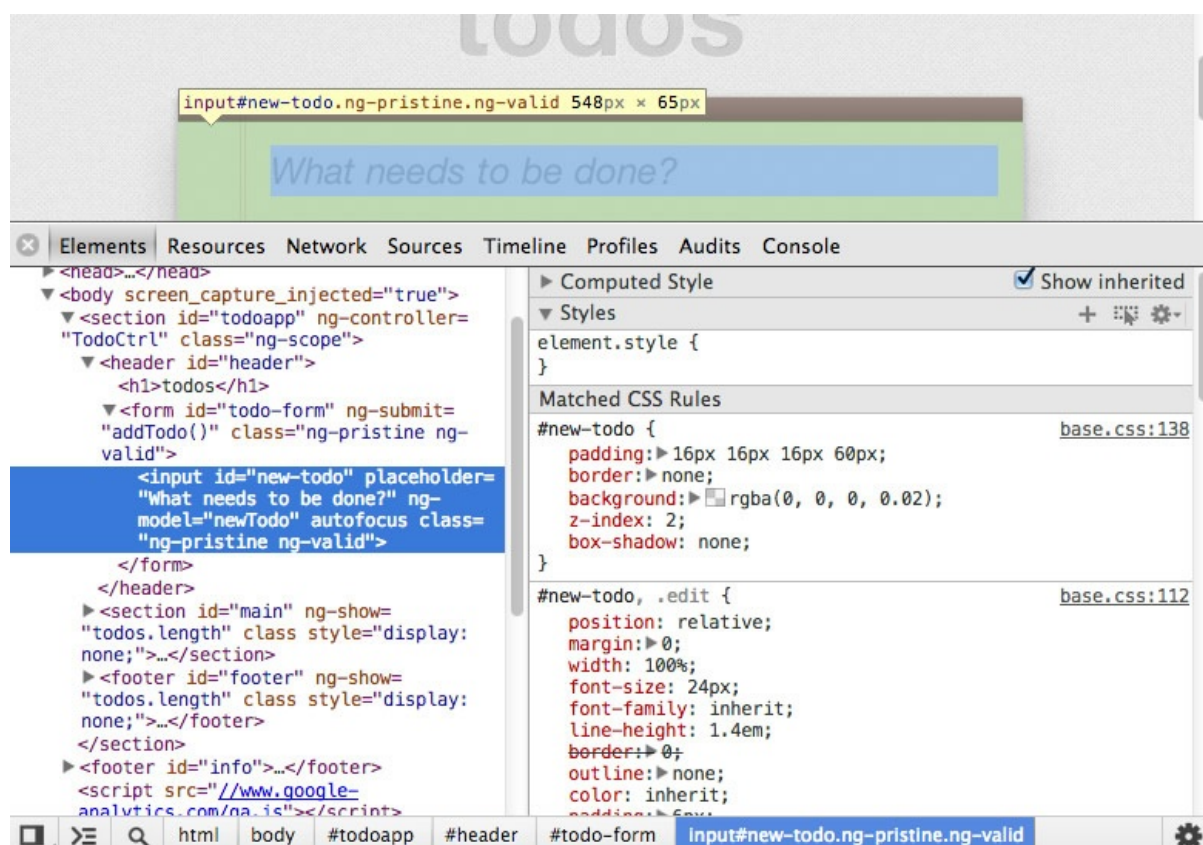 todos
input#new-todo.ng-pristine.ng-valid 548px × 65px
What needs to be done?
Elements Resources Network Sources Timeline Profiles Audits Console
▶<head>…</head>
▼<body screen_capture_injected="true">
▼<section id="todoapp" ng-controller=
"TodoCtrl" class="ng-scope">
▼<header id="header">
<h1>todos</h1>
▼<form id="todo-form" ng-submit=
"addTodo()" class="ng-pristine ng-
valid">
<input id="new-todo" placeholder=
"What needs to be done?" ng-
model="newTodo" autofocus class=
"ng-pristine ng-valid">
</form>
</header>
▶<section id="main" ng-show=
"todos.length" class style="display:
none;">…</section>
▶<footer id="footer" ng-show=
"todos.length" class style="display:
none;">…</footer>
</section>
▶<footer id="info">…</footer>
<script src="//www.google-
analytics.com/ga.js"></script>
▶ Computed Style Show inherited
▼ Styles
element.style {
}
Matched CSS Rules
#new-todo { base.css:138
padding:▶16px 16px 16px 60px;
border:▶none;
background:▶rgba(0, 0, 0, 0.02);
z-index: 2;
box-shadow: none;
}
#new-todo, .edit { base.css:112
position: relative;
margin:▶0;
width: 100%;
font-size: 24px;
font-family: inherit;
line-height: 1.4em;
border:▶0;
outline:▶none;
color: inherit;
padding:▶6px;
html body #todoapp #header #todo-form input#new-todo.ng-pristine.ng-valid